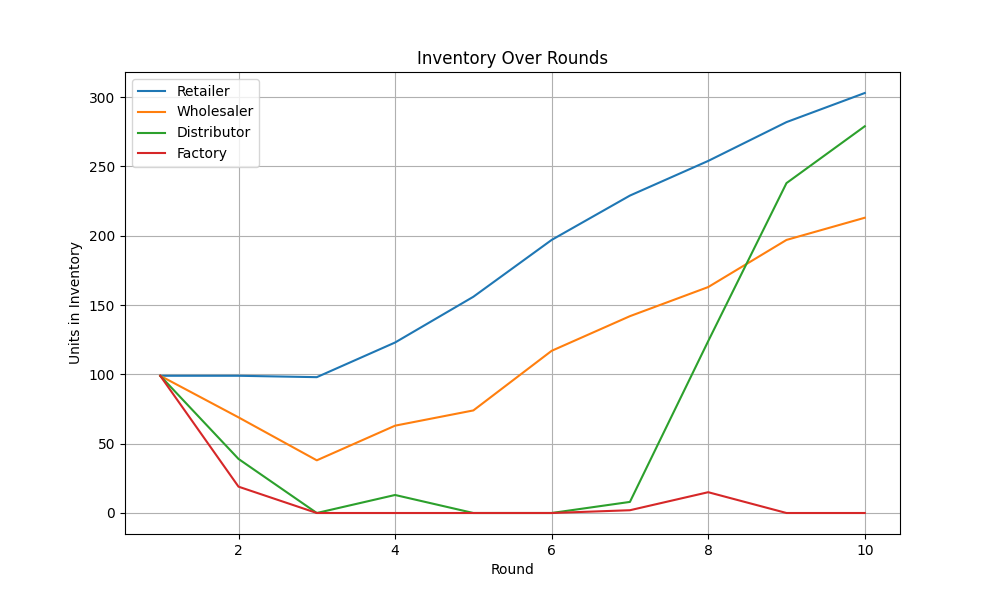 Inventory Over Rounds
Retailer
Wholesaler
Distributor
Factory
Units in Inventory
300
250
200
150
100
50
0
2
4
6
8
10
Round